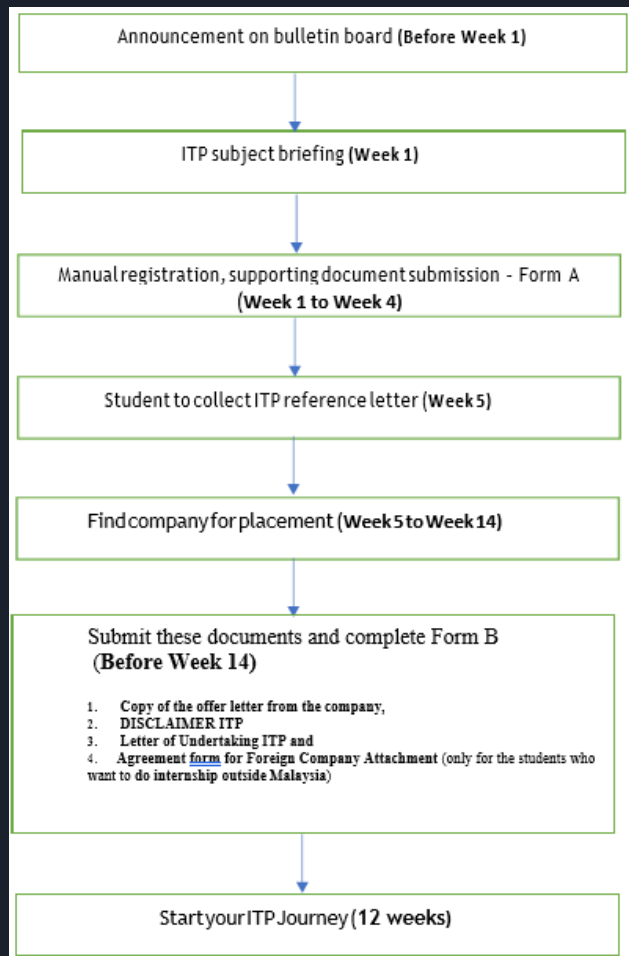 Announcement on bulletin board (Before Week 1)
ITP subject briefing (Week 1)
Manual registration, supporting document submission - Form A
(Week 1 to Week 4)
Student to collect ITP reference letter (Week 5)
Find company for placement (Week 5 to Week 14)
Submit these documents and complete Form B
(Before Week 14)
1. Copy of the offer letter from the company,
2. DISCLAIMER ITP
3. Letter of Undertaking ITP and
4. Agreement form for Foreign Company Attachment (only for the students who
want to do internship outside Malaysia)
Start your ITP Journey (12 weeks)